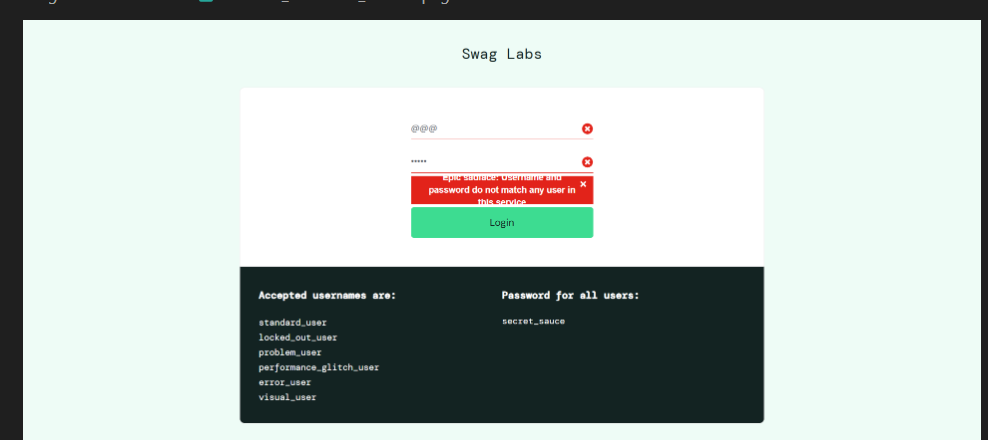 Swag Labs
@@@
•••••
Epic sadface: Username and
password do not match any user in
this service
Login
Accepted usernames are:
standard_user
locked_out_user
problem_user
performance_glitch_user
error_user
visual_user
Password for all users:
secret_sauce